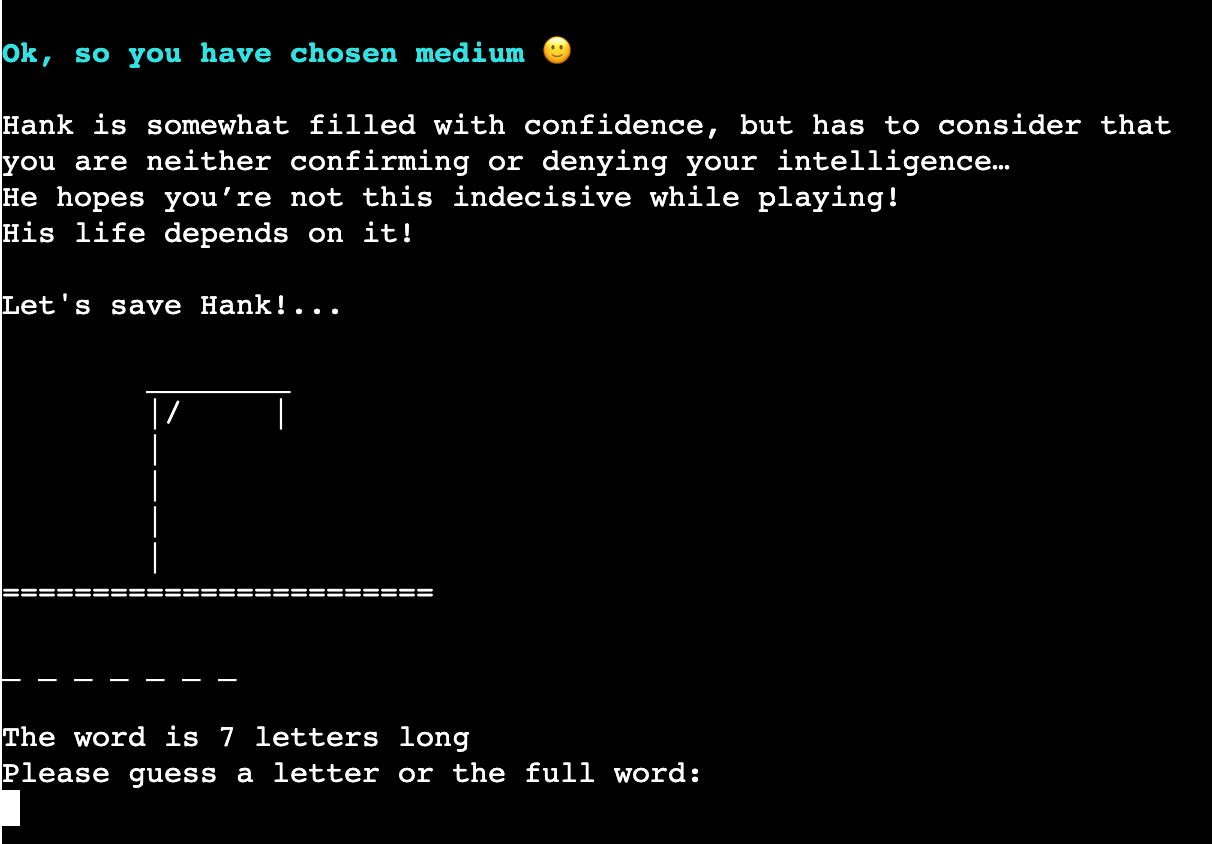 Ok, so you have chosen medium 🙂
Hank is somewhat filled with confidence, but has to consider that
you are neither confirming or denying your intelligence…
He hopes you’re not this indecisive while playing!
His life depends on it!
Let's save Hank!...
________
|/     |
|
|
|
|
========================
_ _ _ _ _ _ _
The word is 7 letters long
Please guess a letter or the full word: